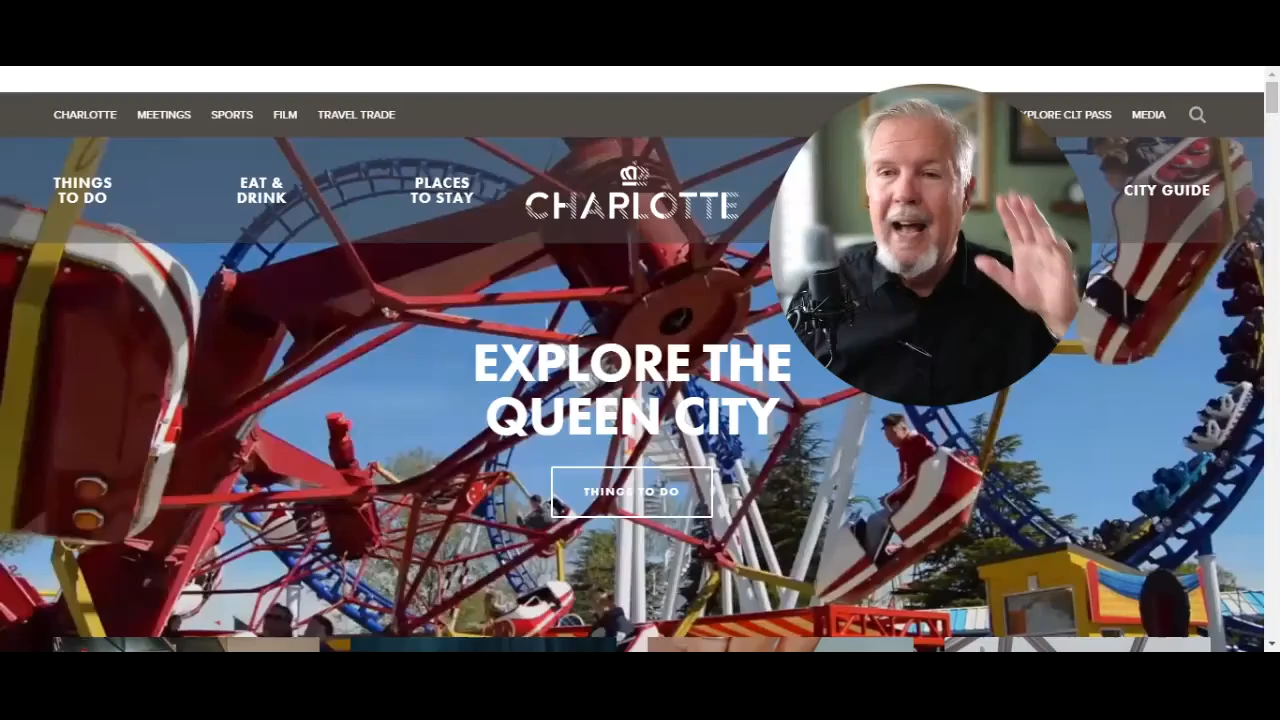 CHARLOTTE MEETINGS SPORTS FILM TRAVEL TRADE
PLORE CLT PASS MEDIA
THINGS
TO DO
EAT &
DRINK
PLACES
TO STAY
CHARLOTTE
CITY GUIDE
EXPLORE THE
QUEEN CITY
THINGS TO DO